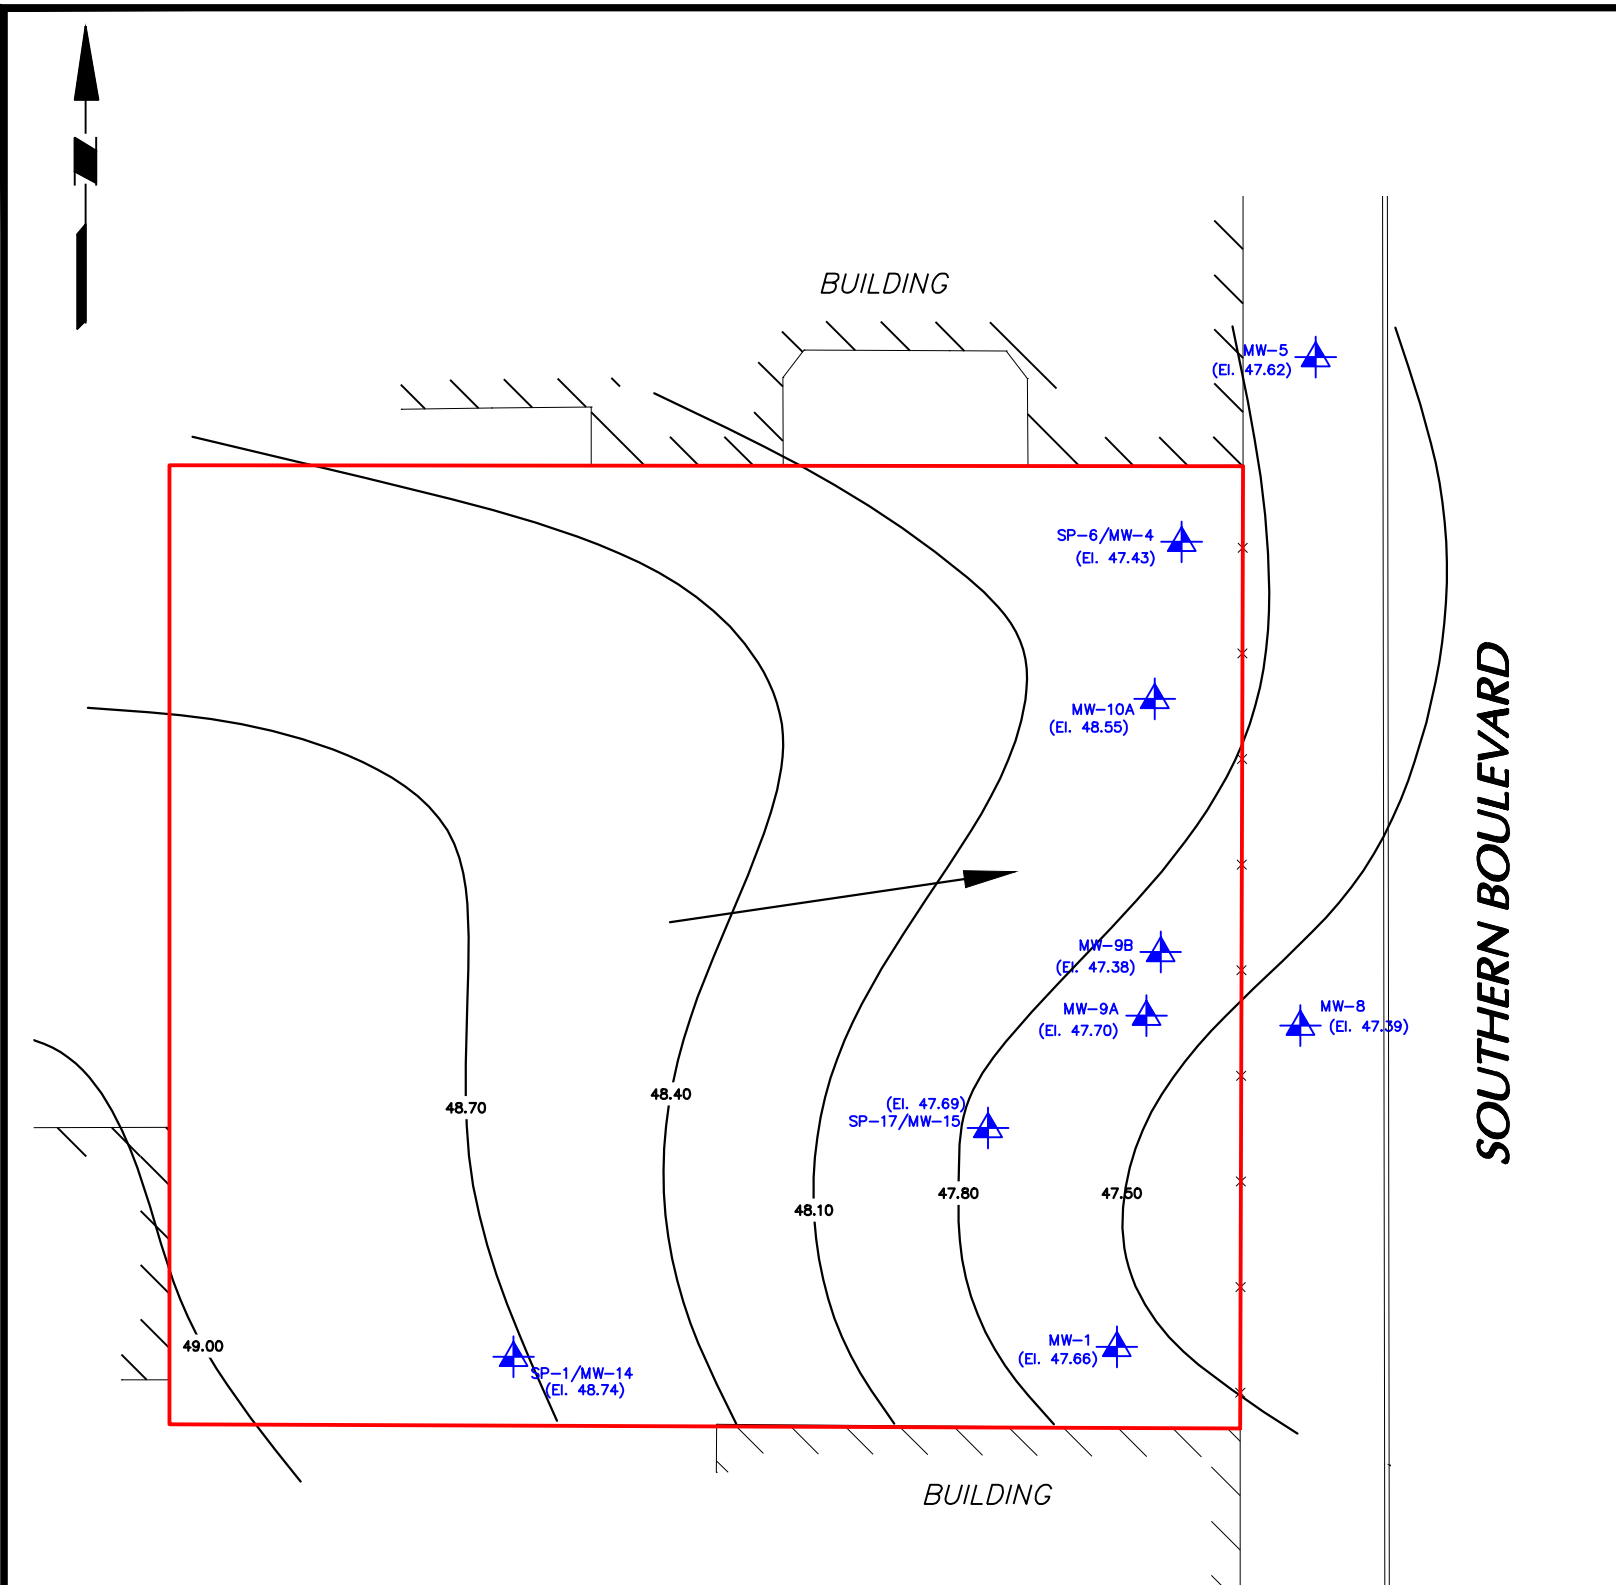 BUILDING
MW-5
(El. 47.62)
SP-6/MW-4
(El. 47.43)
MW-10A
(El. 48.55)
SOUTHERN BOULEVARD
MW-9B
(El. 47.38)
MW-9A
(El. 47.70)
MW-8
(El. 47.39)
(El. 47.69)
SP-17/MW-15
48.70
48.40
48.10
47.80
47.50
49.00
MW-1
(El. 47.66)
SP-1/MW-14
(El. 48.74)
BUILDING